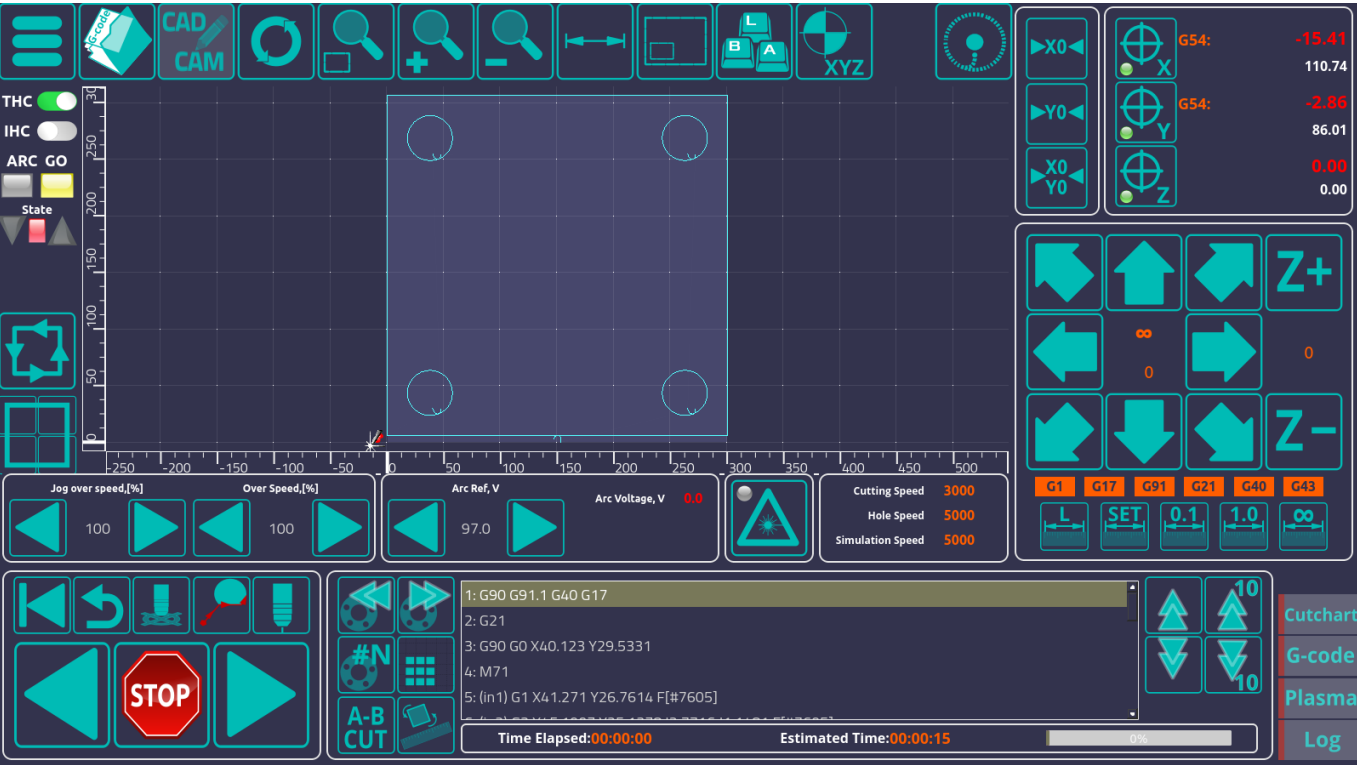 G-code
CAD
CAM
L
B A
XYZ
THC
IHC
ARC GO
State
▶X0◀
▶Y0◀
X0
▶ ◀
Y0
X
G54: -15.41
110.74
Y
G54: -2.86
86.01
Z
0.00
0.00
Z+
∞
0
0
Z-
250
200
150
100
50
0
-250 -200 -150 -100 -50 0 50 100 150 200 250 300 350 400 450 500
Jog over speed,[%] Over Speed,[%]
100 100
Arc Ref, V
97.0
Arc Voltage, V 0.0
Cutting Speed 3000
Hole Speed 5000
Simulation Speed 5000
G1 G17 G91 G21 G40 G43
L SET 0.1 1.0 ∞
STOP
#N
A-B
CUT
1: G90 G91.1 G40 G17
2: G21
3: G90 G0 X40.123 Y29.5331
4: M71
5: (in1) G1 X41.271 Y26.7614 F[#7605]
10
10
Time Elapsed:00:00:00 Estimated Time:00:00:15 0%
Cutchart
G-code
Plasma
Log